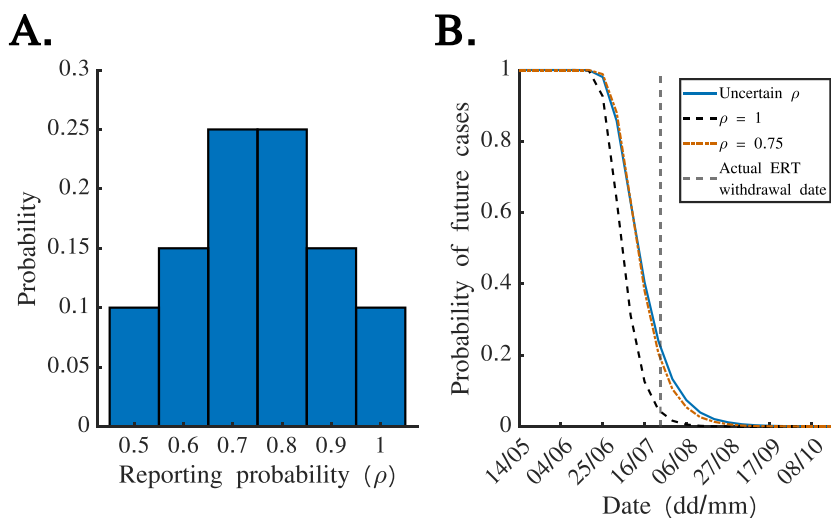 A.
0.3
0.25
0.2
0.15
0.1
0.05
0
Probability
0.5 0.6 0.7 0.8 0.9 1
Reporting probability (ρ)
B.
1
0.8
0.6
0.4
0.2
0
Probability of future cases
Uncertain ρ
ρ = 1
ρ = 0.75
Actual ERT
withdrawal date
14/05 04/06 25/06 16/07 06/08 27/08 17/09 08/10
Date (dd/mm)